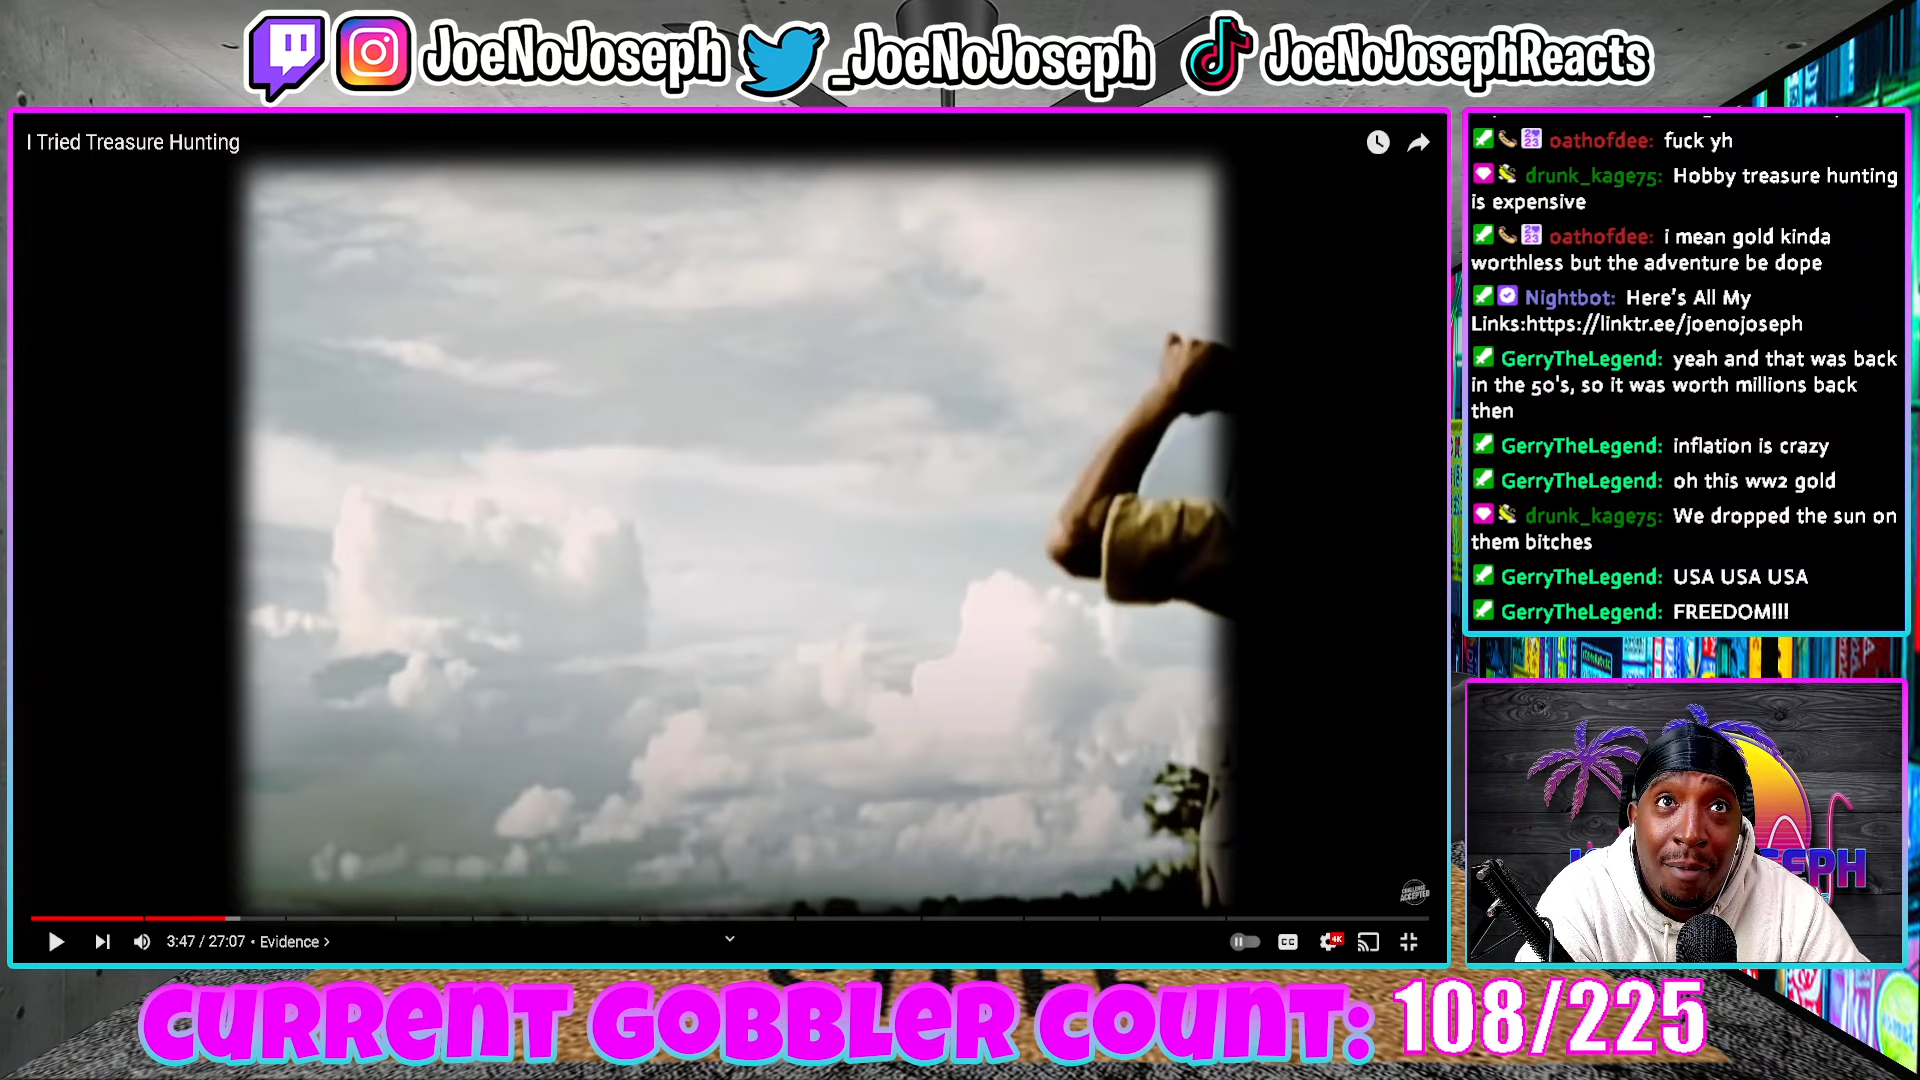 JoeNoJoseph _JoeNoJoseph JoeNoJosephReacts
I Tried Treasure Hunting
oathofdee: fuck yh
drunk_kage75: Hobby treasure hunting
is expensive
oathofdee: i mean gold kinda
worthless but the adventure be dope
Nightbot: Here's All My
Links:https://linktr.ee/joenojoseph
GerryTheLegend: yeah and that was back
in the 50's, so it was worth millions back
then
GerryTheLegend: inflation is crazy
GerryTheLegend: oh this ww2 gold
drunk_kage75: We dropped the sun on
them bitches
GerryTheLegend: USA USA USA
GerryTheLegend: FREEDOM!!!
CHALLENGE
ACCEPTED
3:47 / 27:07 • Evidence ›
CC
4K
CURRENT GOBBLER COUNT: 108/225